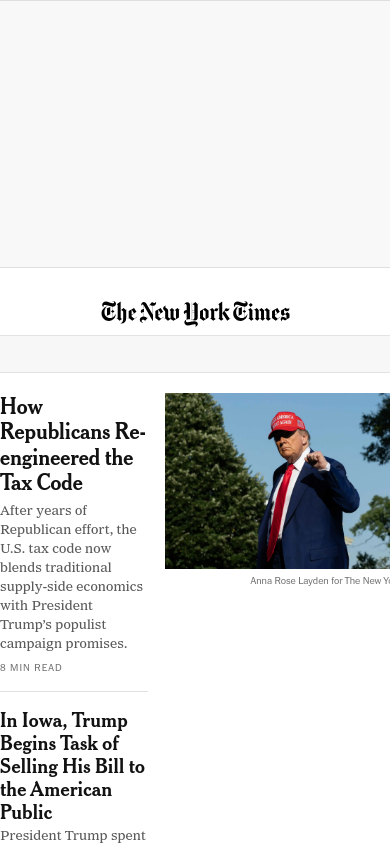 The New York Times
How
Republicans Re-
engineered the
Tax Code
After years of
Republican effort, the
U.S. tax code now
blends traditional
supply-side economics
with President
Trump’s populist
campaign promises.
8 MIN READ
Anna Rose Layden for The New Yo
In Iowa, Trump
Begins Task of
Selling His Bill to
the American
Public
President Trump spent